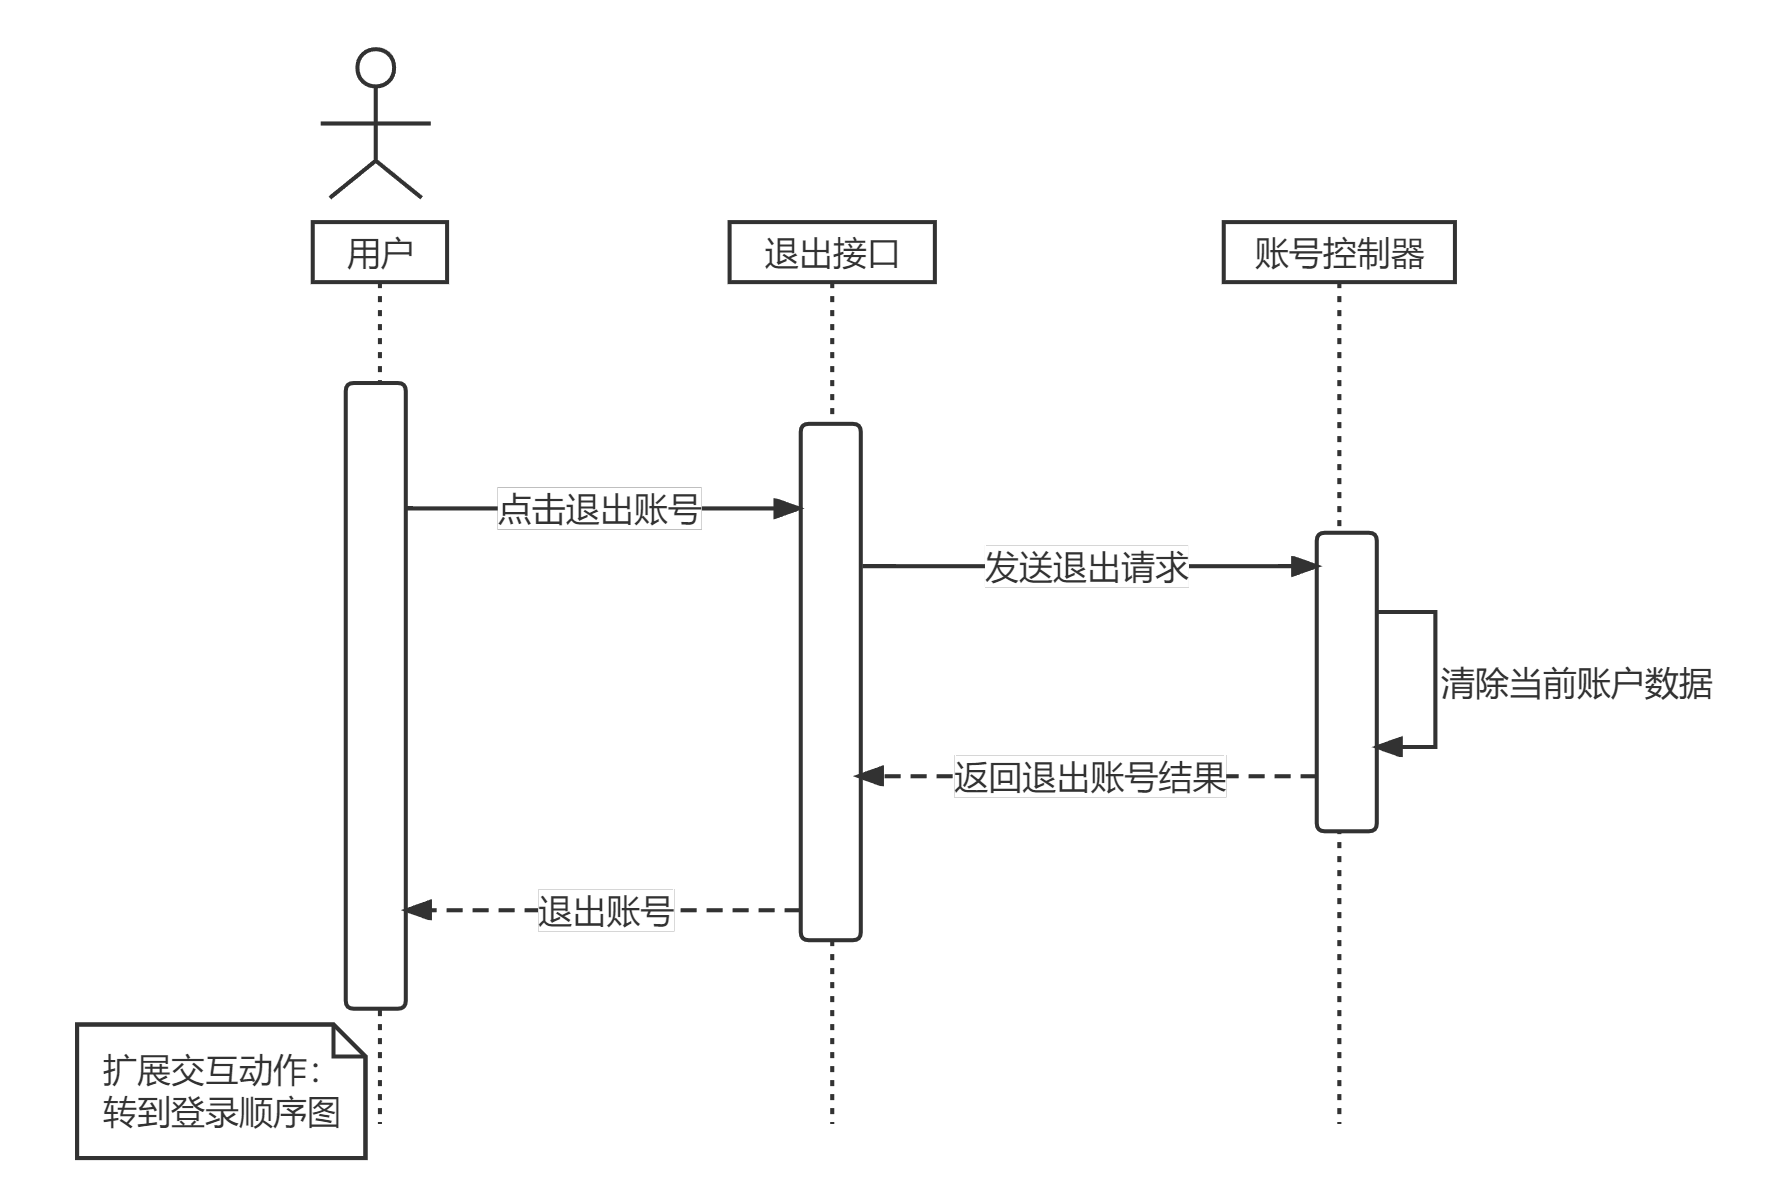 用户
退出接口
账号控制器
点击退出账号
发送退出请求
清除当前账户数据
返回退出账号结果
退出账号
扩展交互动作：
转到登录顺序图